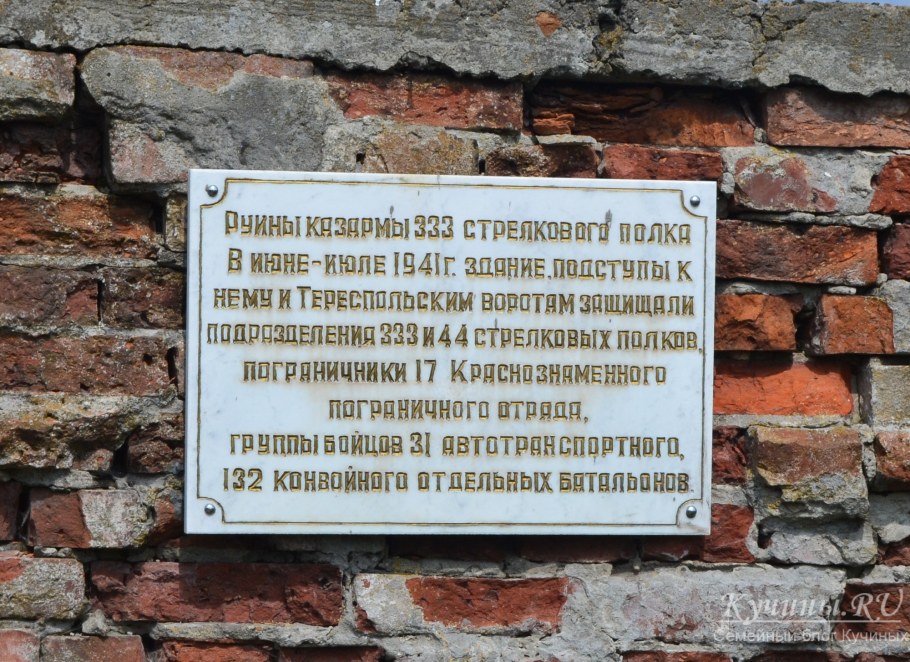 Руины казармы 333 стрелкового полка
В июне-июле 1941г. здание, подступы к
нему и Тереспольским воротам защищали
подразделения 333 и 44 стрелковых полков,
пограничники 17 Краснознаменного
пограничного отряда,
группы бойцов 31 автотранспортного,
132 конвойного отдельных батальонов.
Кучины.RU
Семейный блог Кучиных